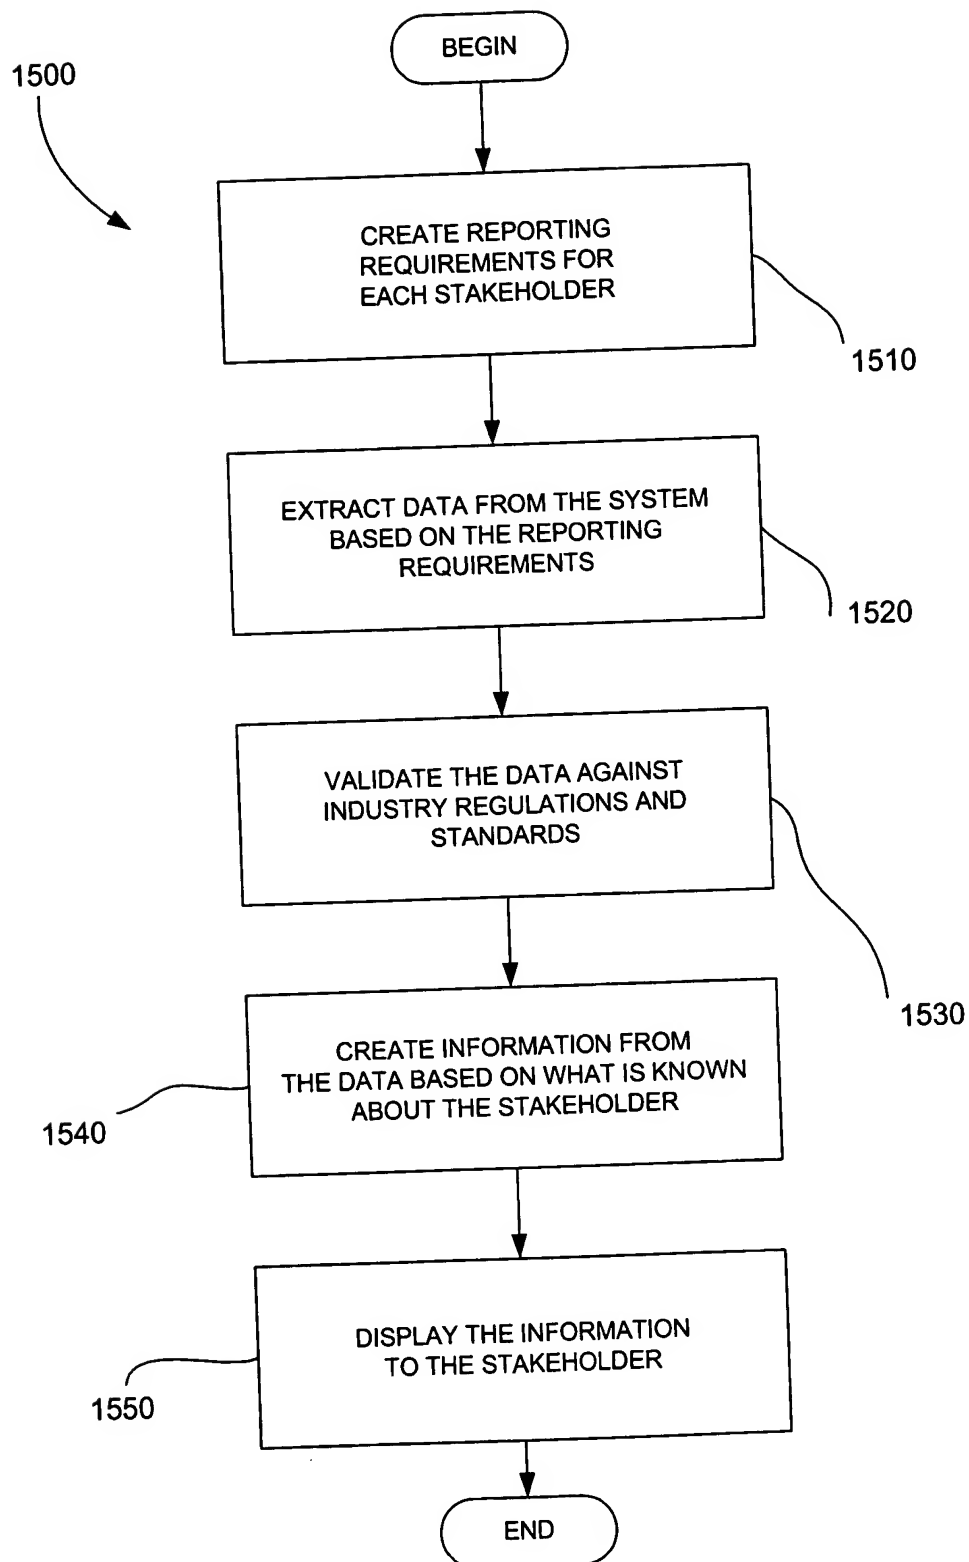 BEGIN
1500
CREATE REPORTING
REQUIREMENTS FOR
EACH STAKEHOLDER
1510
EXTRACT DATA FROM THE SYSTEM
BASED ON THE REPORTING
REQUIREMENTS
1520
VALIDATE THE DATA AGAINST
INDUSTRY REGULATIONS AND
STANDARDS
1530
CREATE INFORMATION FROM
THE DATA BASED ON WHAT IS KNOWN
ABOUT THE STAKEHOLDER
1540
DISPLAY THE INFORMATION
TO THE STAKEHOLDER
1550
END